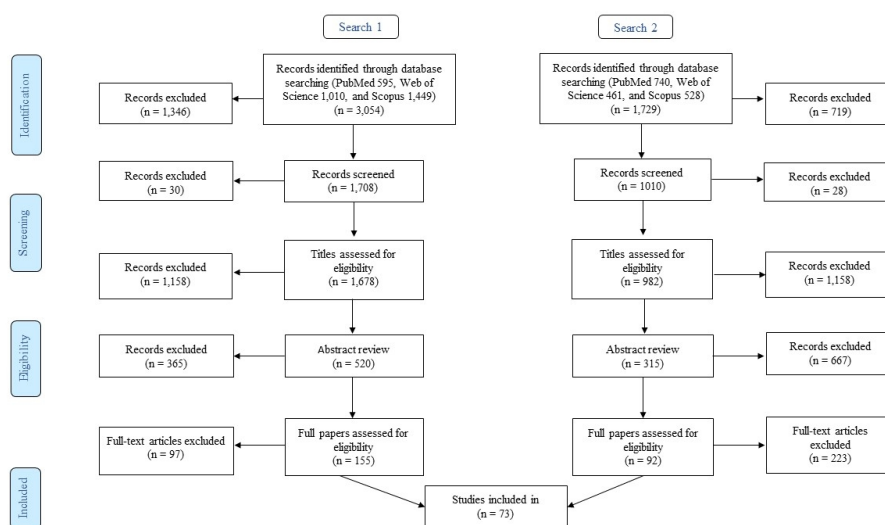 Search 1
Search 2
Identification
Records identified through database
searching (PubMed 595, Web of
Science 1,010, and Scopus 1,449)
(n = 3,054)
Records excluded
(n = 1,346)
Records identified through database
searching (PubMed 740, Web of
Science 461, and Scopus 528)
(n = 1,729)
Records excluded
(n = 719)
Screening
Records excluded
(n = 30)
Records screened
(n = 1,708)
Records screened
(n = 1010)
Records excluded
(n = 28)
Records excluded
(n = 1,158)
Titles assessed for
eligibility
(n = 1,678)
Titles assessed for
eligibility
(n = 982)
Records excluded
(n = 1,158)
Eligibility
Records excluded
(n = 365)
Abstract review
(n = 520)
Abstract review
(n = 315)
Records excluded
(n = 667)
Full-text articles excluded
(n = 97)
Full papers assessed for
eligibility
(n = 155)
Full papers assessed for
eligibility
(n = 92)
Full-text articles
excluded
(n = 223)
Included
Studies included in
(n = 73)